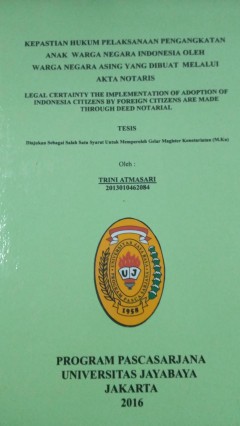 KEPASTIAN HUKUM PELAKSANAAN PENGANGKATAN
ANAK WARGA NEGARA INDONESIA OLEH
WARGA NEGARA ASING YANG DIBUAT MELALUI
AKTA NOTARIS
LEGAL CERTAINTY THE IMPLEMENTATION OF ADOPTION OF
INDONESIA CITIZENS BY FOREIGN CITIZENS ARE MADE
THROUGH DEED NOTARIAL
TESIS
Diajukan Sebagai Salah Satu Syarat Untuk Memperoleh Gelar Magister Kenotariatan (M.Kn)
Oleh :
TRINI ATMASARI
2013010462084
UJ
1958
PROGRAM PASCASARJANA
UNIVERSITAS JAYABAYA
JAKARTA
2016